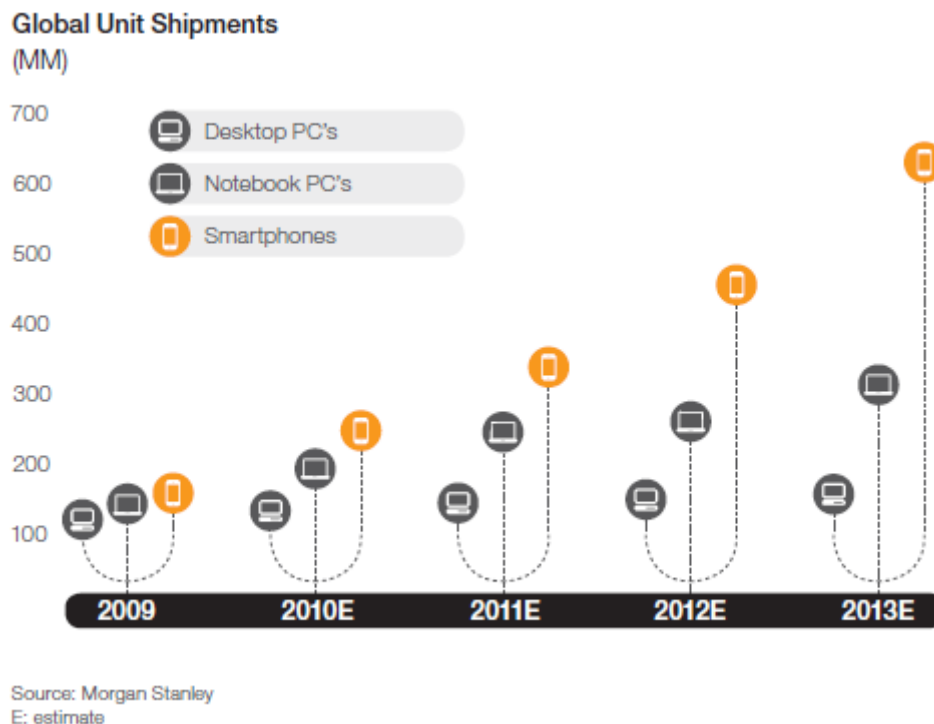 Global Unit Shipments
(MM)
700
Desktop PC's
600
Notebook PC's
500
Smartphones
400
300
200
100
2009 2010E 2011E 2012E 2013E
Source: Morgan Stanley
E: estimate